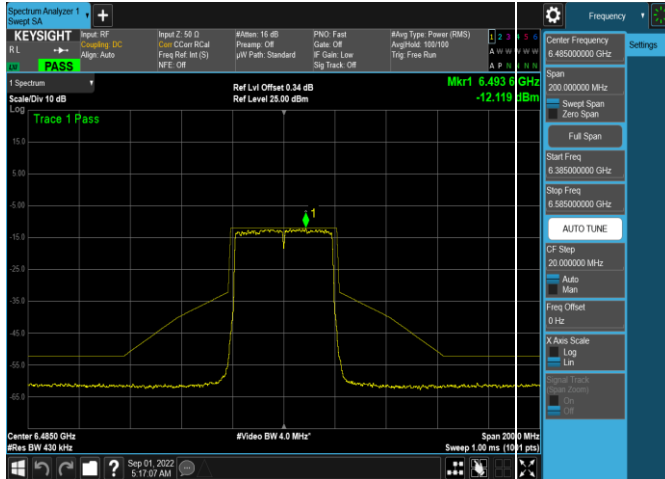 Spectrum Analyzer 1
Swept SA
Frequency
KEYSIGHT
RL
PASS
Input: RF
Coupling: DC
Align: Auto
Input Z: 50 Ω
Corr CCorr RCal
Freq Ref: Int (S)
NFE: Off
#Atten: 16 dB
Preamp: Off
µW Path: Standard
PNO: Fast
Gate: Off
IF Gain: Low
Sig Track: Off
#Avg Type: Power (RMS)
Avg|Hold: 100/100
Trig: Free Run
1 2 3 4 5 6
A W W W W W
A P N N N N
1 Spectrum
Scale/Div 10 dB
Log
Ref Lvl Offset 0.34 dB
Ref Level 25.00 dBm
Mkr1 6.493 6 GHz
-12.119 dBm
Trace 1 Pass
15.0
5.00
-5.00
-15.0
-25.0
-35.0
-45.0
-55.0
-65.0
1
Center 6.4850 GHz
#Res BW 430 kHz
#Video BW 4.0 MHz*
Span 200.0 MHz
Sweep 1.00 ms (1001 pts)
Sep 01, 2022
5:17:07 AM
Settings
Center Frequency
6.485000000 GHz
Span
200.000000 MHz
Swept Span
Zero Span
Full Span
Start Freq
6.385000000 GHz
Stop Freq
6.585000000 GHz
AUTO TUNE
CF Step
20.000000 MHz
Auto
Man
Freq Offset
0 Hz
X Axis Scale
Log
Lin
Signal Track
(Span Zoom)
On
Off